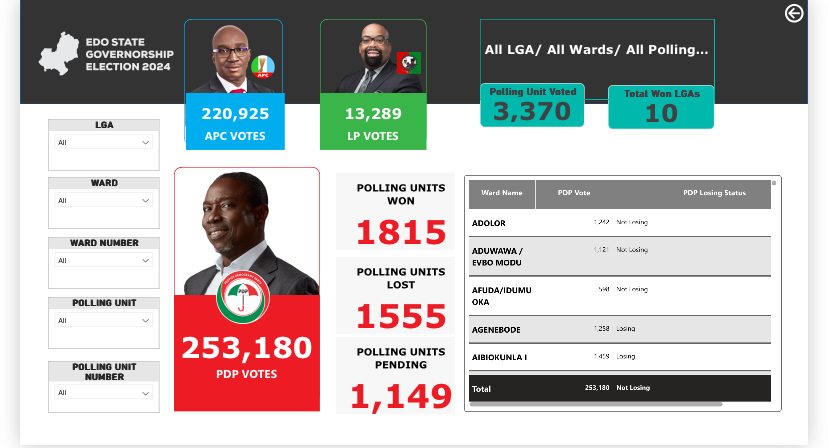 EDO STATE
GOVERNORSHIP
ELECTION 2024
APC
220,925
APC VOTES
13,289
LP VOTES
All LGA/ All Wards/ All Polling...
Polling Unit Voted
3,370
Total Won LGAs
10
LGA
All
WARD
All
WARD NUMBER
All
POLLING UNIT
All
POLLING UNIT
NUMBER
All
PDP
253,180
PDP VOTES
POLLING UNITS
WON
1815
POLLING UNITS
LOST
1555
POLLING UNITS
PENDING
1,149
Ward Name PDP Vote PDP Losing Status
ADOLOR 1,242 Not Losing
ADUWAWA / 1,121 Not Losing
EVBO MODU
AFUDA/IDUMU 598 Not Losing
OKA
AGENEBODE 1,258 Losing
AIBIOKUNLA I 1,459 Losing
Total 253,180 Not Losing